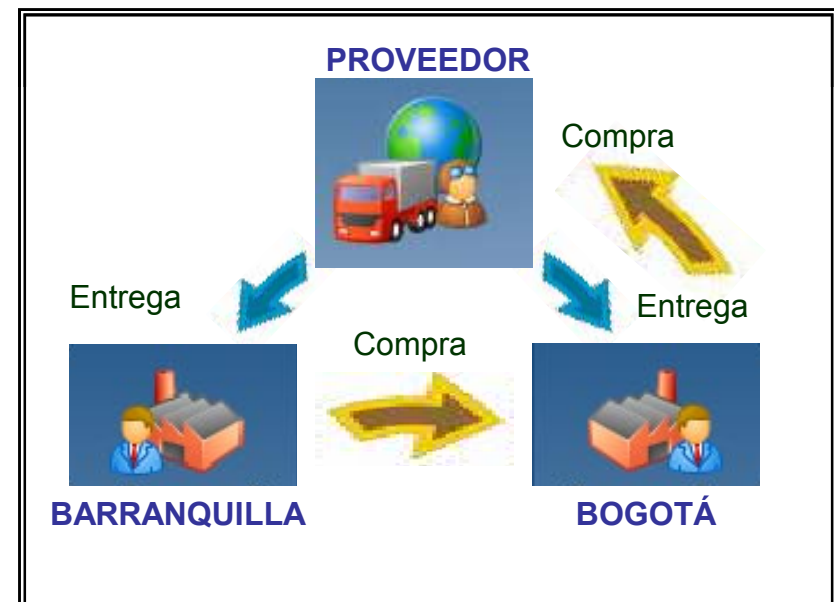 PROVEEDOR
Compra
Entrega
Entrega
Compra
BARRANQUILLA
BOGOTÁ